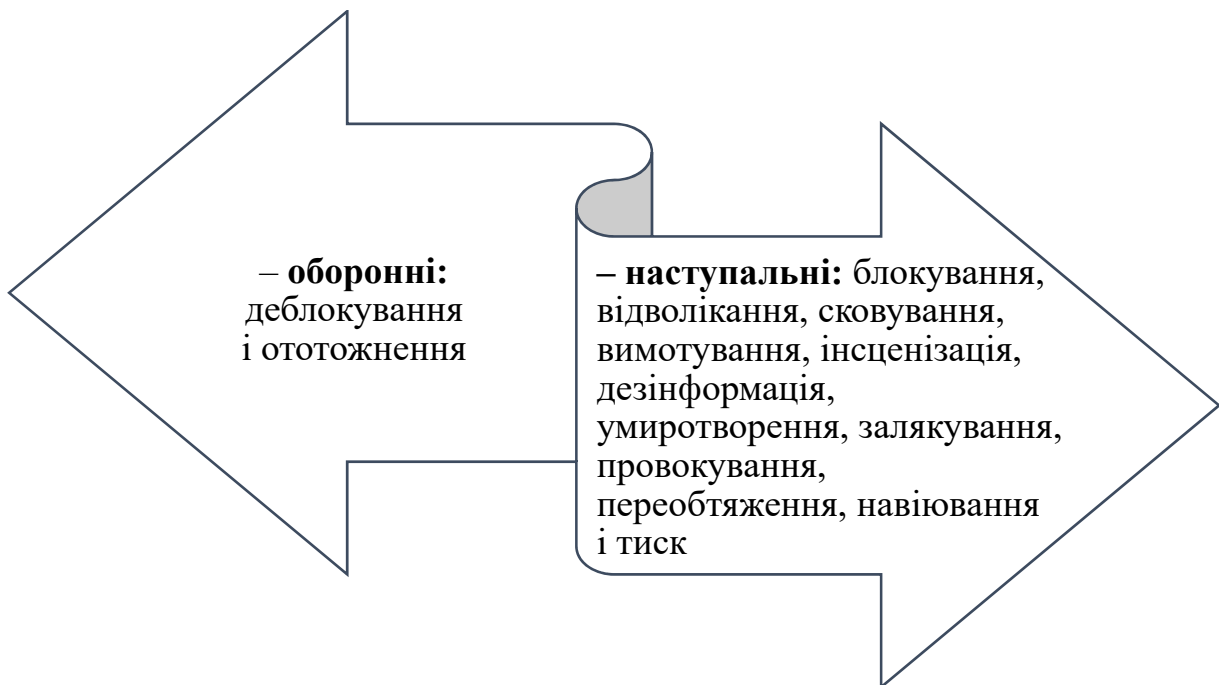 – оборонні:
деблокування
і ототожнення
– наступальні: блокування,
відволікання, сковування,
вимотування, інсценізація,
дезінформація,
умиротворення, залякування,
провокування,
переобтяження, навіювання
і тиск